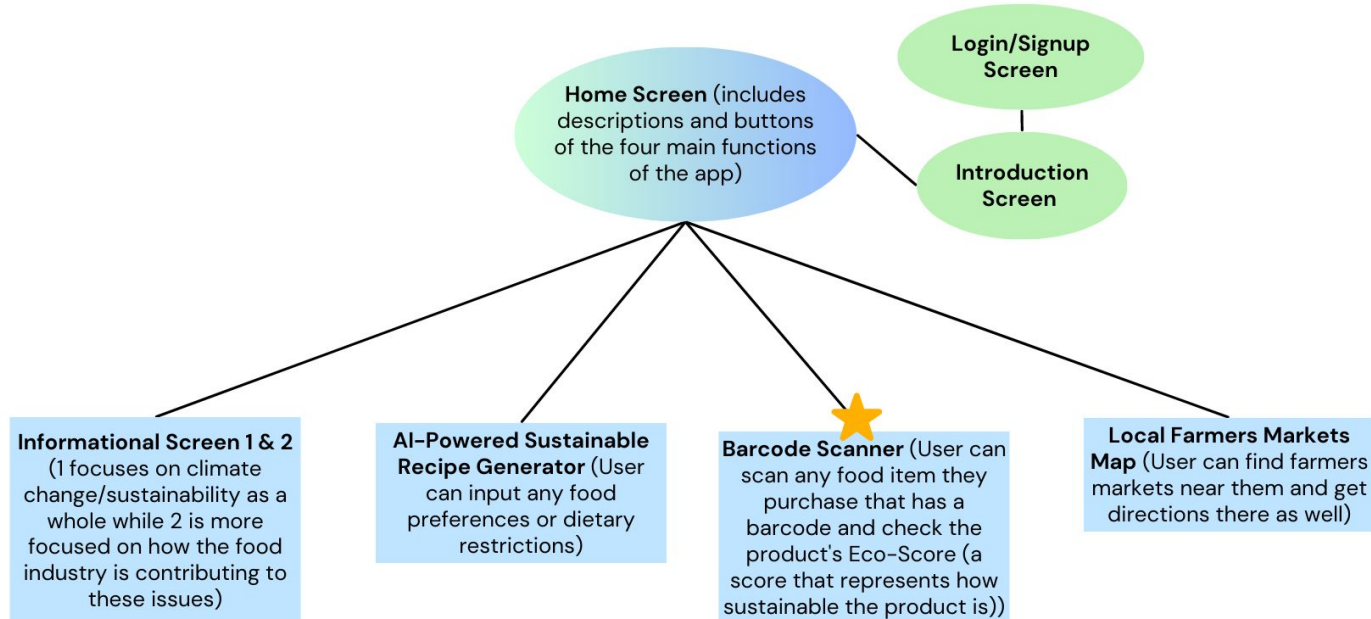 Login/Signup
Screen
Home Screen (includes
descriptions and buttons
of the four main functions
of the app)
Introduction
Screen
Informational Screen 1 & 2
(1 focuses on climate
change/sustainability as a
whole while 2 is more
focused on how the food
industry is contributing to
these issues)
AI-Powered Sustainable
Recipe Generator (User
can input any food
preferences or dietary
restrictions)
Barcode Scanner (User can
scan any food item they
purchase that has a
barcode and check the
product's Eco-Score (a
score that represents how
sustainable the product is))
Local Farmers Markets
Map (User can find farmers
markets near them and get
directions there as well)